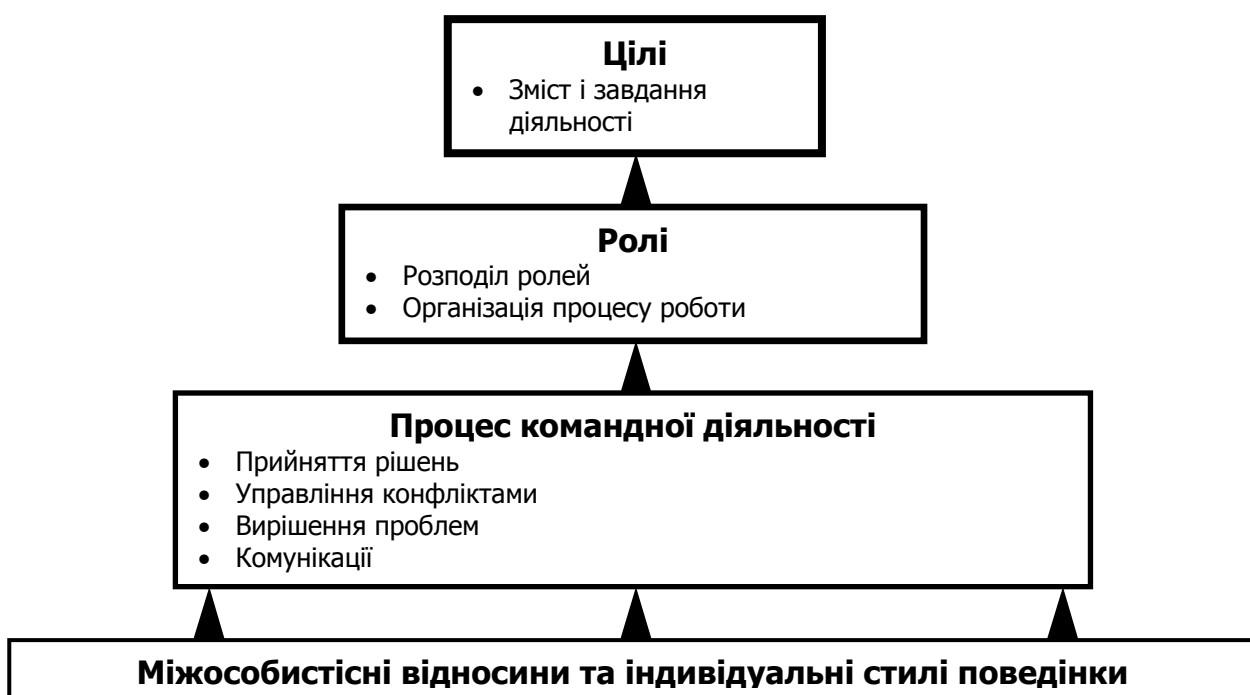 Цілі
• Зміст і завдання
діяльності
Ролі
• Розподіл ролей
• Організація процесу роботи
Процес командної діяльності
• Прийняття рішень
• Управління конфліктами
• Вирішення проблем
• Комунікації
Міжособистісні відносини та індивідуальні стилі поведінки